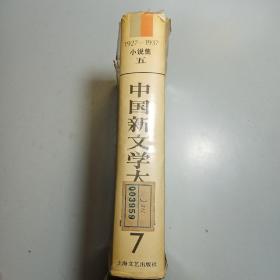 1927—1937
小说集
五
中国新文学大
003959
7
上海文艺出版社